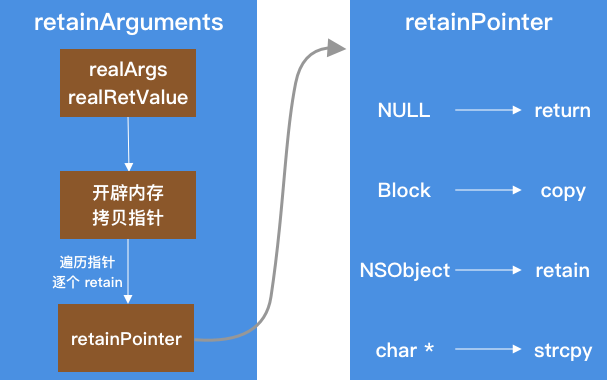 retainArguments
realArgs
realRetValue
开辟内存
拷贝指针
遍历指针
逐个 retain
retainPointer
retainPointer
NULL return
Block copy
NSObject retain
char * strcpy